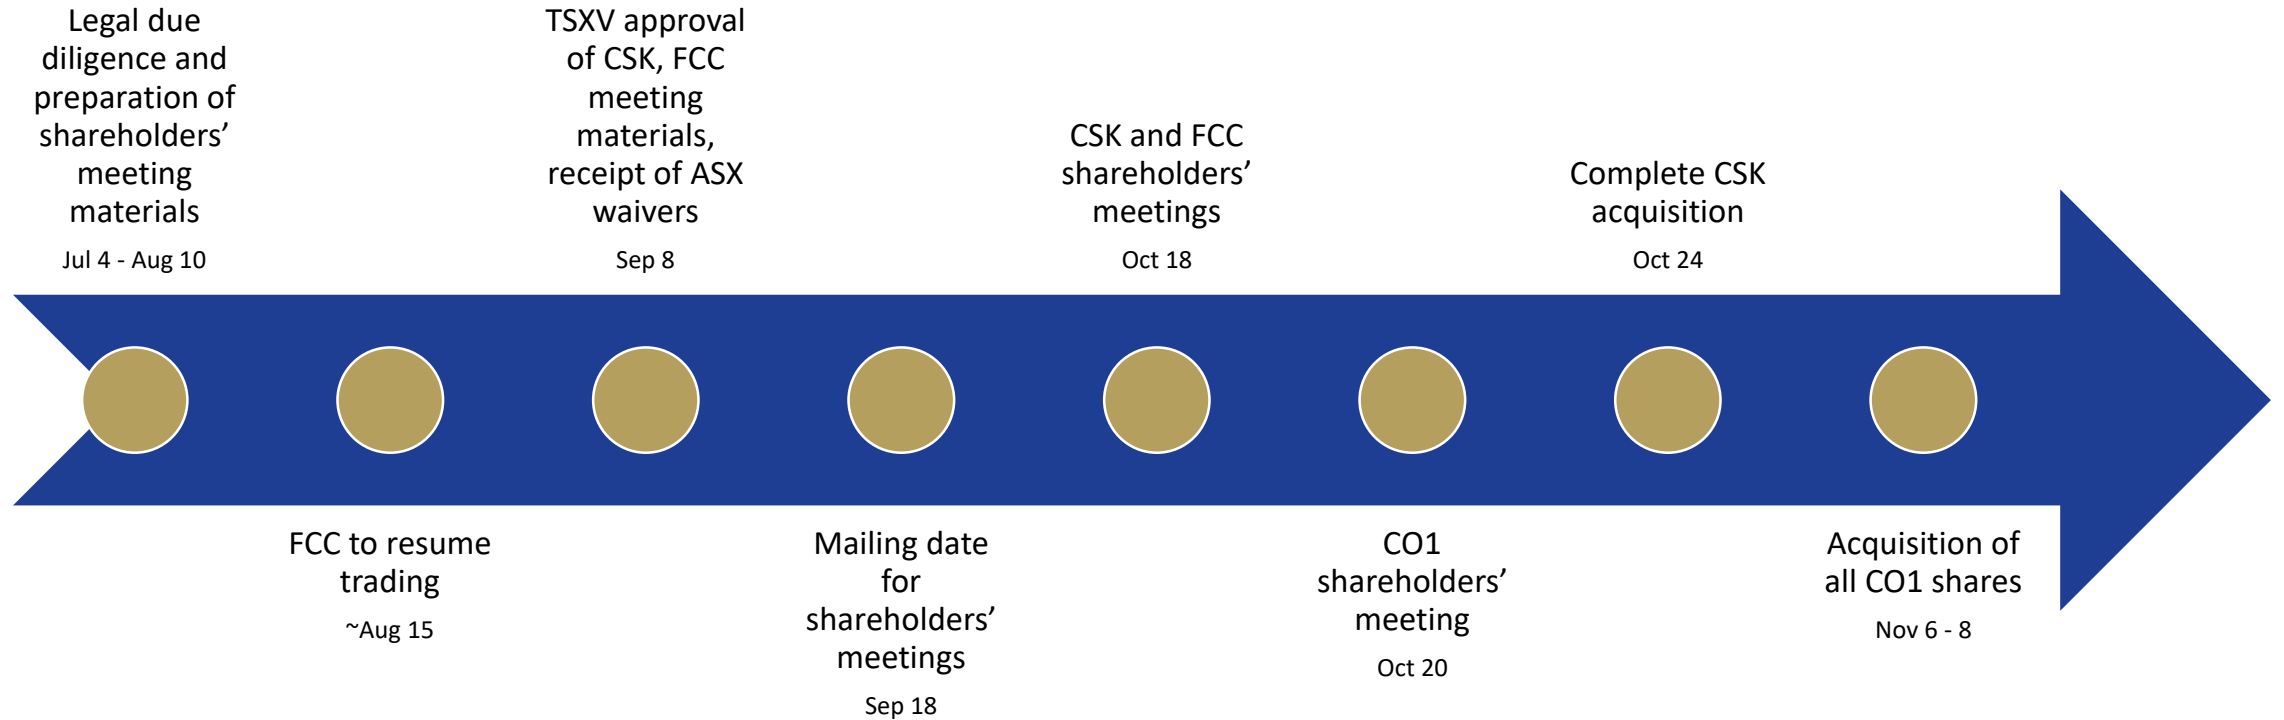 Legal due
diligence and
preparation of
shareholders’
meeting
materials
Jul 4 - Aug 10
FCC to resume
trading
~Aug 15
TSXV approval
of CSK, FCC
meeting
materials,
receipt of ASX
waivers
Sep 8
Mailing date
for
shareholders’
meetings
Sep 18
CSK and FCC
shareholders’
meetings
Oct 18
CO1
shareholders’
meeting
Oct 20
Complete CSK
acquisition
Oct 24
Acquisition of
all CO1 shares
Nov 6 - 8